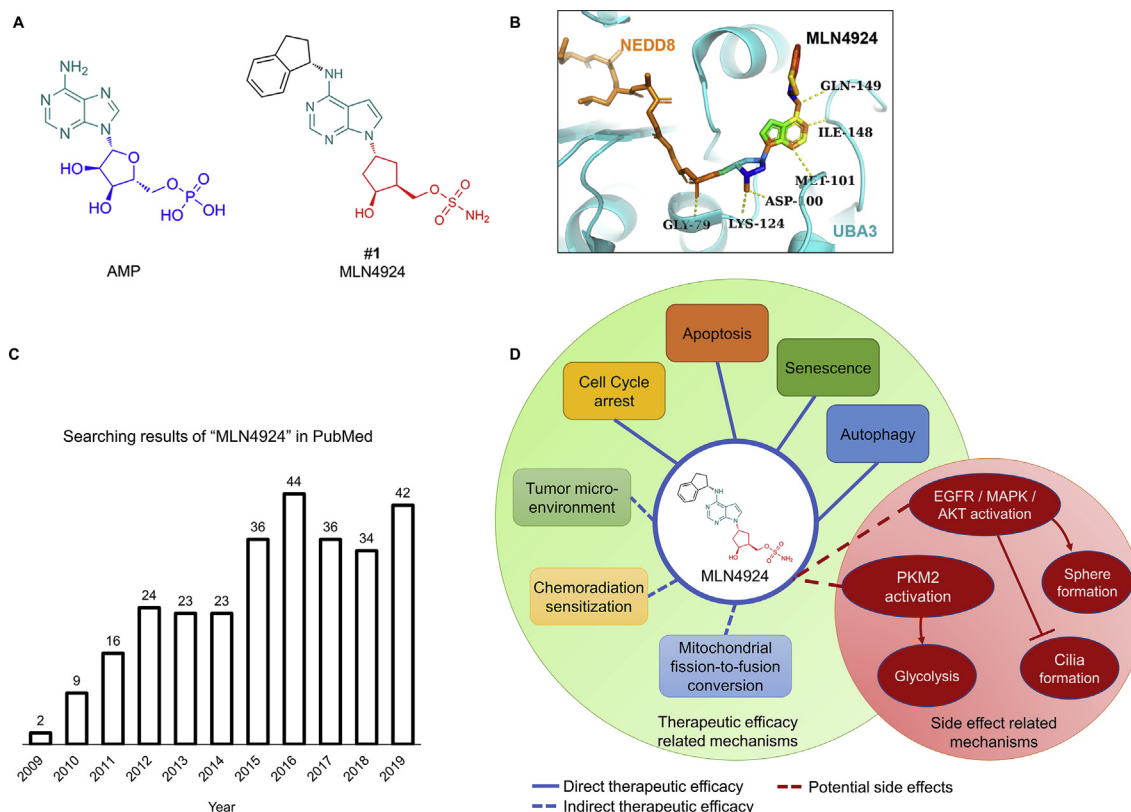 A
NH2
N
N
N
N
O
HO
HO
O
P
O
HO
OH
AMP
NH
N
N
N
HO
O
S
O
O
NH2
#1
MLN4924
B
NEDD8
MLN4924
GLN-149
ILE-148
MET-101
ASP-100
LYS-124
GLY-79
UBA3
C
Searching results of “MLN4924” in PubMed
2
9
16
24
23
23
36
44
36
34
42
2009
2010
2011
2012
2013
2014
2015
2016
2017
2018
2019
Year
D
Apoptosis
Senescence
Cell Cycle
arrest
Autophagy
Tumor micro-
environment
Chemoradiation
sensitization
Mitochondrial
fission-to-fusion
conversion
NH
N
N
N
HO
O
S
O
O
NH2
MLN4924
EGFR / MAPK /
AKT activation
PKM2
activation
Sphere
formation
Glycolysis
Cilia
formation
Therapeutic efficacy
related mechanisms
Side effect related
mechanisms
Direct therapeutic efficacy
Potential side effects
Indirect therapeutic efficacy